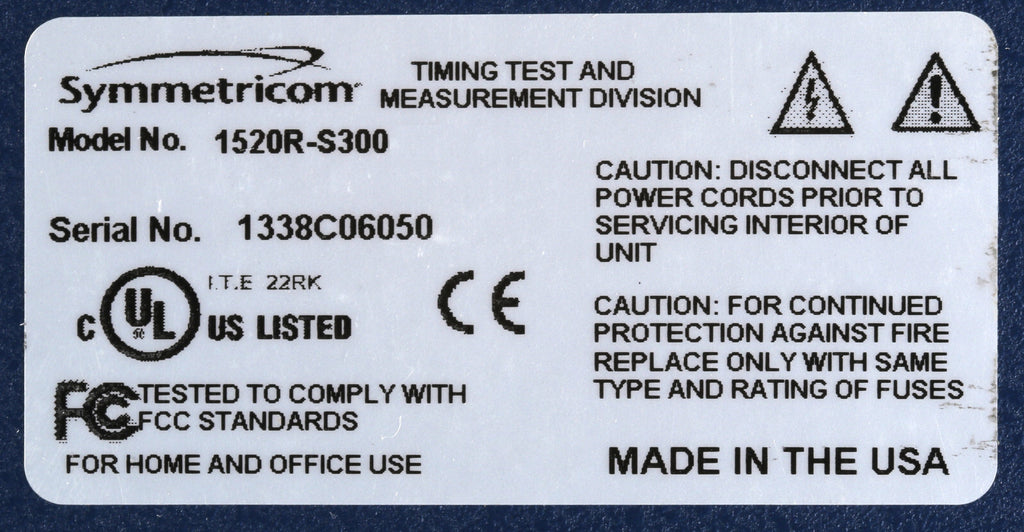 Symmetricom
TIMING TEST AND
MEASUREMENT DIVISION
Model No. 1520R-S300
Serial No. 1338C06050
I.T.E 22RK
C UL US LISTED
CE
FC TESTED TO COMPLY WITH
FCC STANDARDS
FOR HOME AND OFFICE USE
CAUTION: DISCONNECT ALL
POWER CORDS PRIOR TO
SERVICING INTERIOR OF
UNIT
CAUTION: FOR CONTINUED
PROTECTION AGAINST FIRE
REPLACE ONLY WITH SAME
TYPE AND RATING OF FUSES
MADE IN THE USA